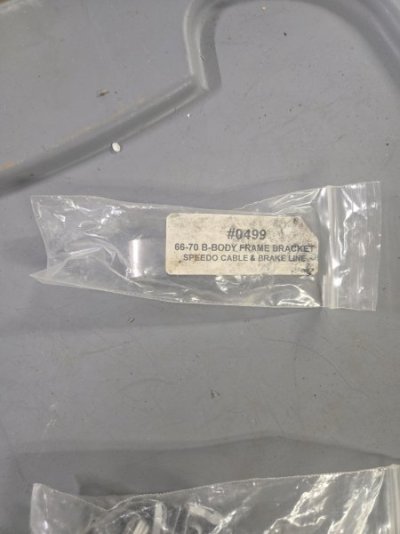 #0499
66-70 B-BODY FRAME BRACKET
SPEEDO CABLE & BRAKE LINE